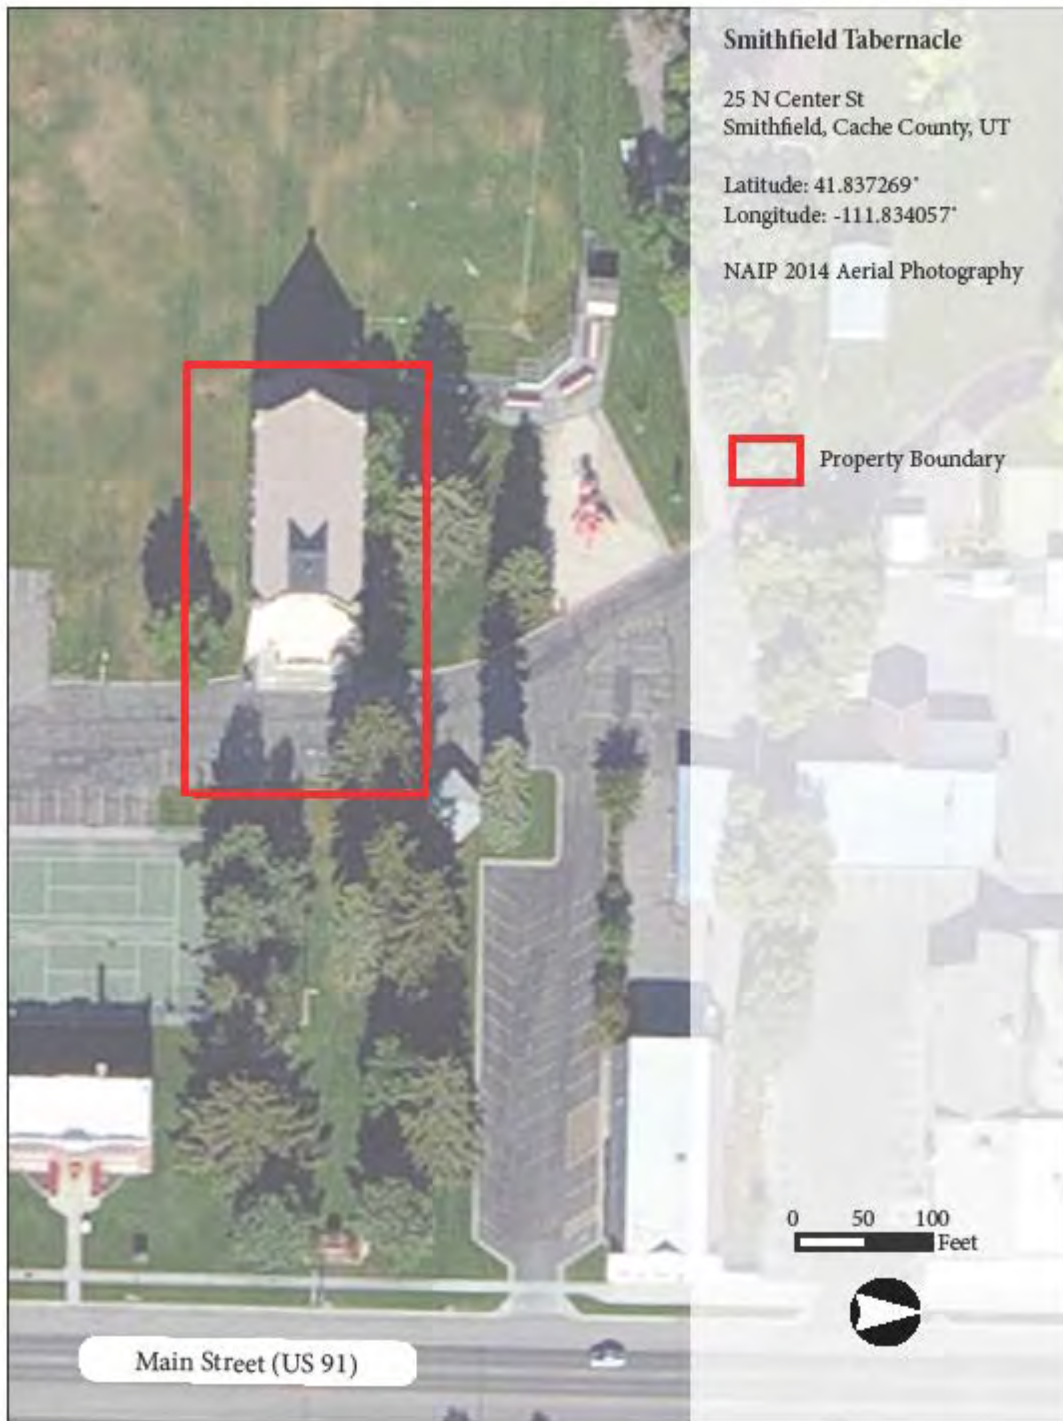 Smithfield Tabernacle
25 N Center St
Smithfield, Cache County, UT
Latitude: 41.837269°
Longitude: -111.834057°
NAIP 2014 Aerial Photography
Property Boundary
0 50 100
Feet
Main Street (US 91)